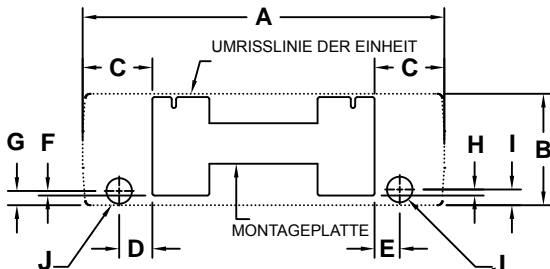 A
UMRISSLINIE DER EINHEIT
C
C
G
F
H
I
B
MONTAGEPLATTE
J
D
E
J